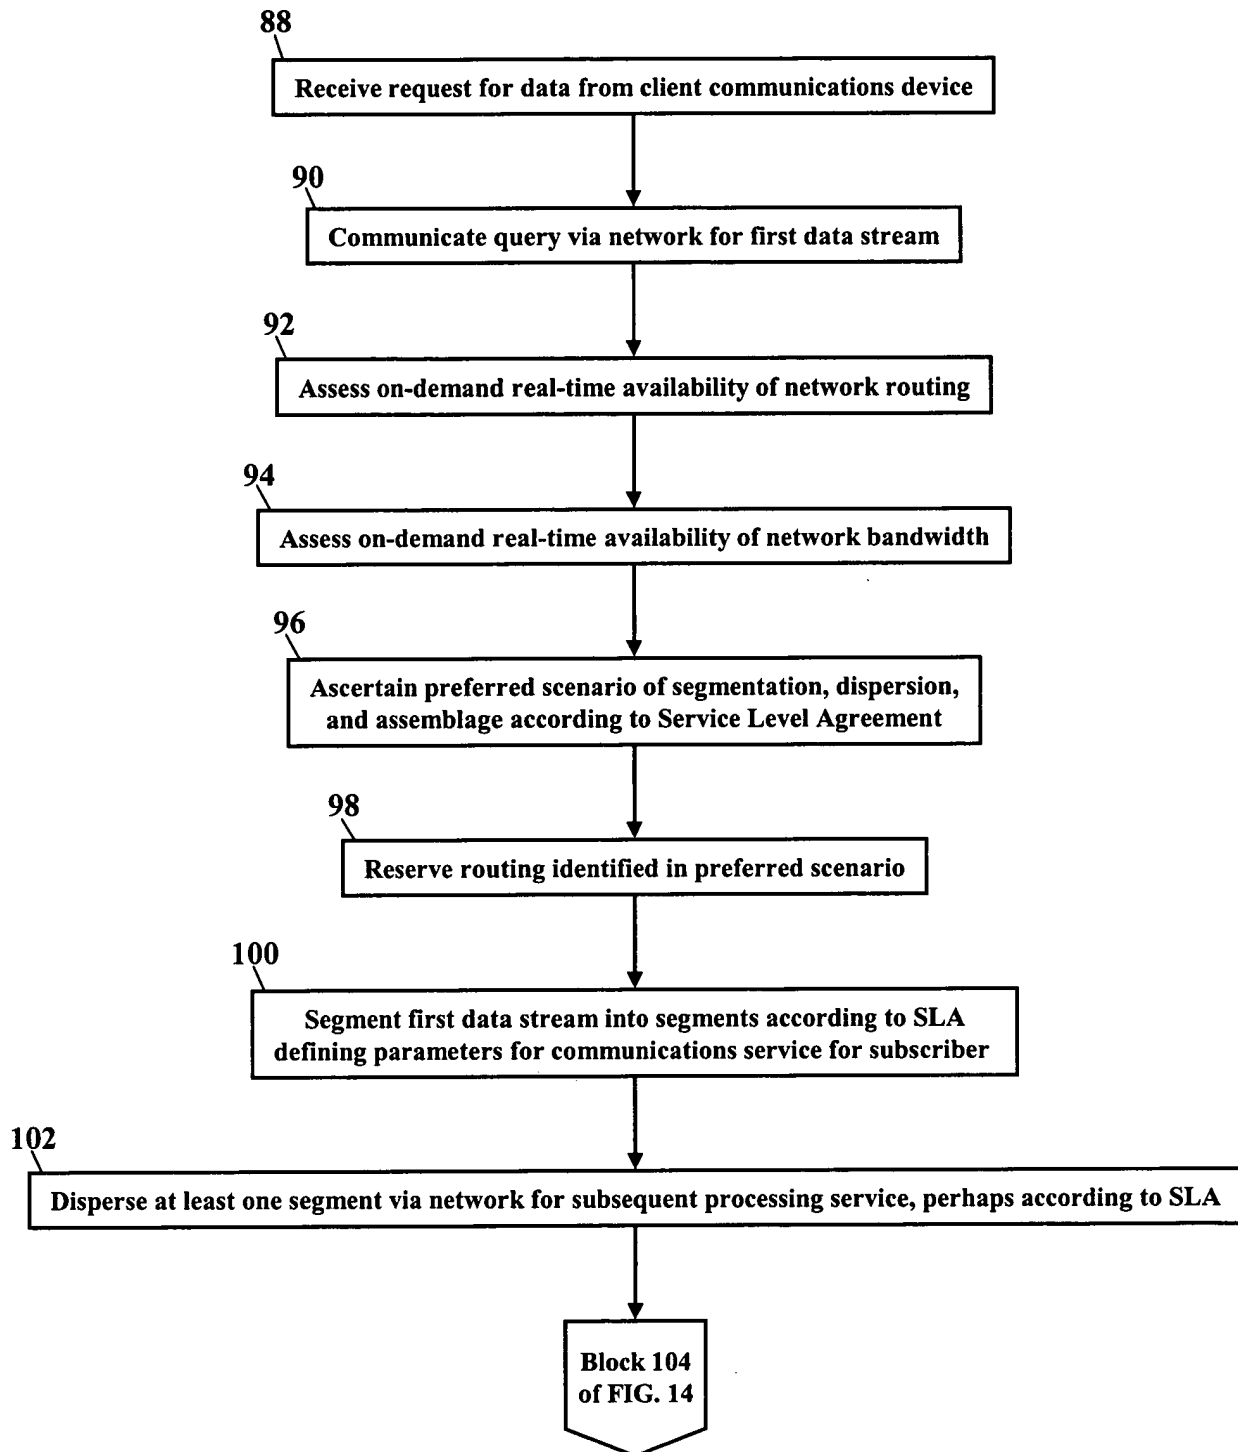 88
Receive request for data from client communications device
90
Communicate query via network for first data stream
92
Assess on-demand real-time availability of network routing
94
Assess on-demand real-time availability of network bandwidth
96
Ascertain preferred scenario of segmentation, dispersion,
and assemblage according to Service Level Agreement
98
Reserve routing identified in preferred scenario
100
Segment first data stream into segments according to SLA
defining parameters for communications service for subscriber
102
Disperse at least one segment via network for subsequent processing service, perhaps according to SLA
Block 104
of FIG. 14